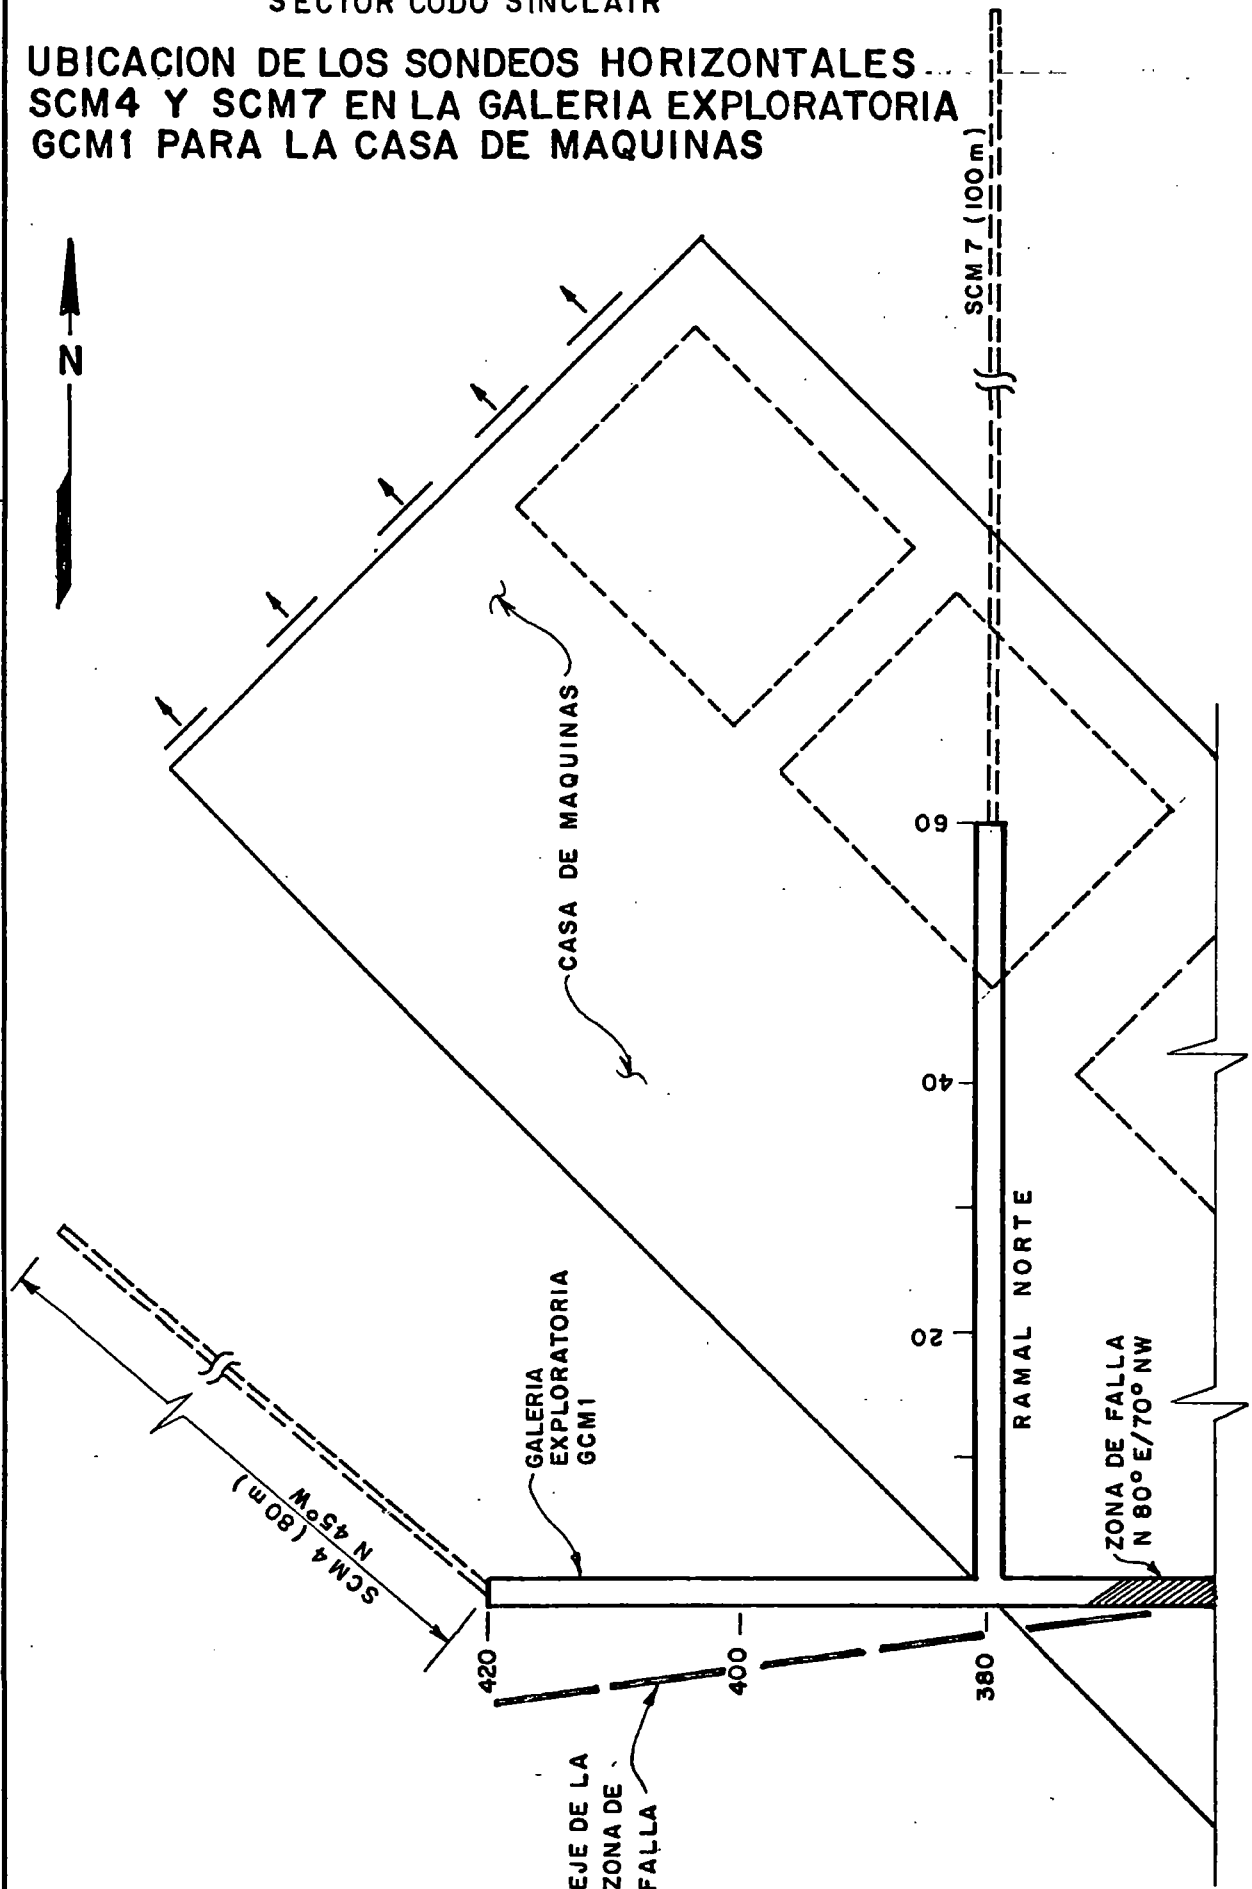 SECTOR CODO SINCLAIR
UBICACION DE LOS SONDEOS HORIZONTALES
SCM4 Y SCM7 EN LA GALERIA EXPLORATORIA
GCM1 PARA LA CASA DE MAQUINAS
N
SCM 7 (100 m)
CASA DE MAQUINAS
60
40
20
RAMAL NORTE
SCM 4 (80 m)
N 45° W
GALERIA
EXPLORATORIA
GCM1
ZONA DE FALLA
N 80° E/70° NW
420
400
380
EJE DE LA
ZONA DE
FALLA